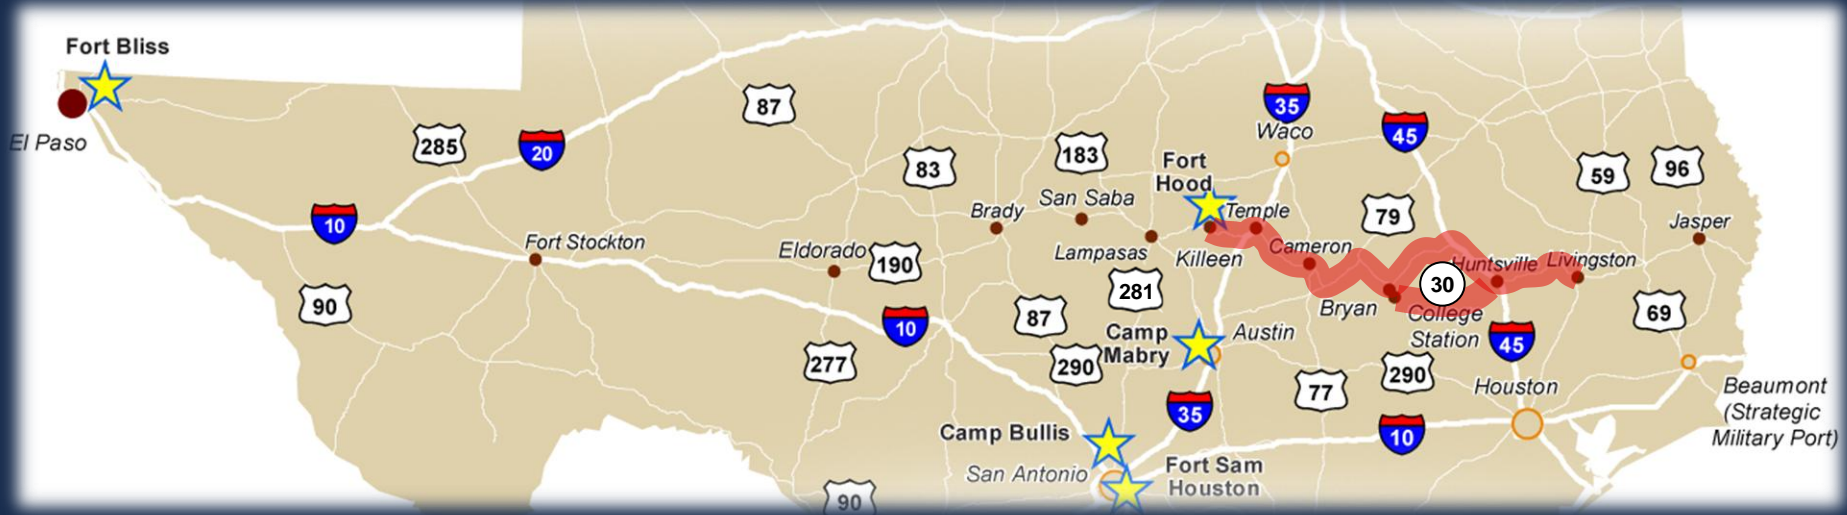 Fort Bliss
El Paso
285
20
87
10
90
Fort Stockton
83
183
Fort
Hood
35
Waco
45
59
96
Brady
San Saba
Temple
79
Jasper
Eldorado
190
Lampasas
Killeen
Cameron
Huntsville
Livingston
281
30
Bryan
College
Station
69
87
10
Camp
Mabry
Austin
45
277
290
77
290
Houston
Beaumont
(Strategic
Military Port)
35
10
Camp Bullis
San Antonio
Fort Sam
Houston
90